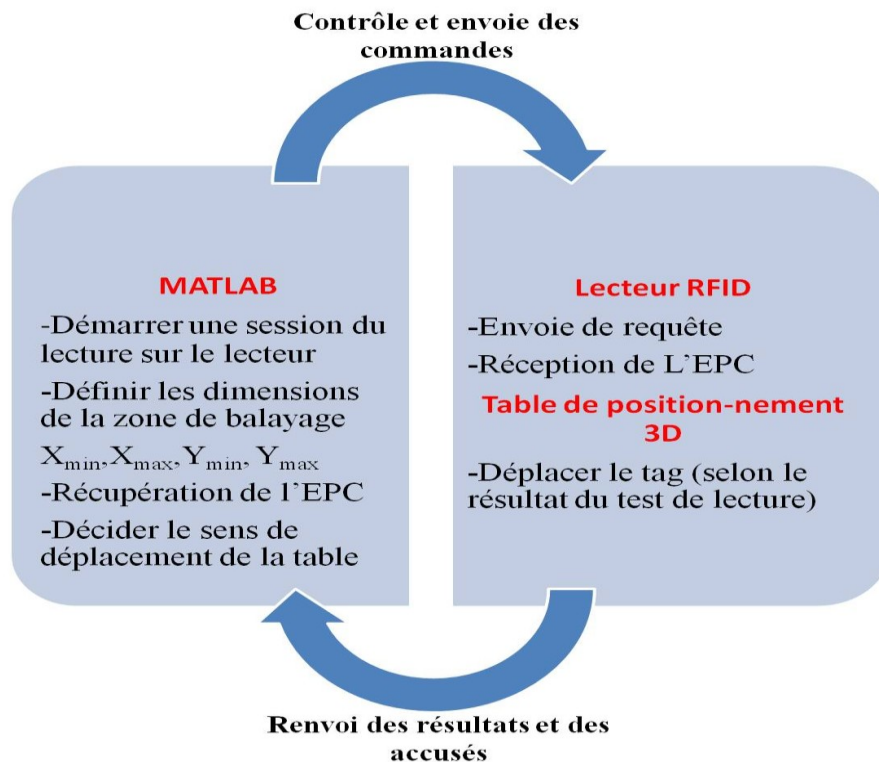 Contrôle et envoie des
commandes
MATLAB
-Démarrer une session du
lecture sur le lecteur
-Définir les dimensions
de la zone de balayage
Xmin,Xmax,Ymin, Ymax
-Récupération de l’EPC
-Décider le sens de
déplacement de la table
Lecteur RFID
-Envoie de requête
-Réception de L’EPC
Table de position-nement
3D
-Déplacer le tag (selon le
résultat du test de lecture)
Renvoi des résultats et des
accusés